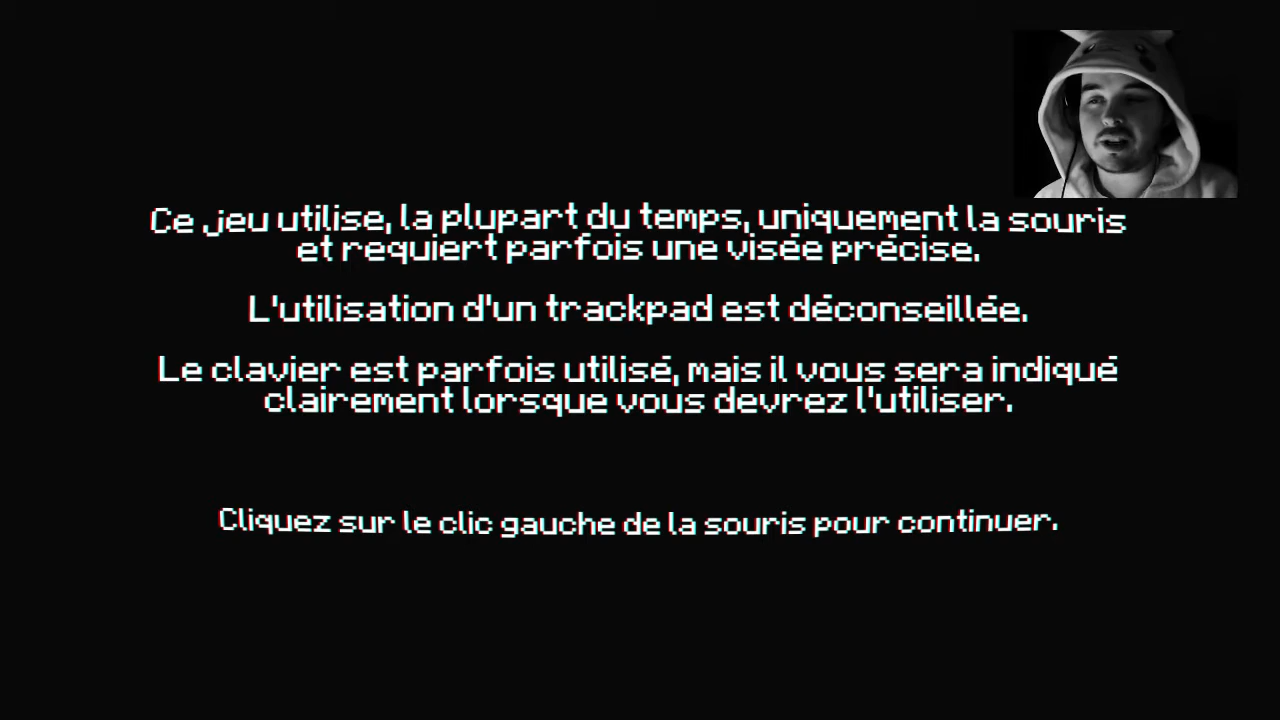 Ce jeu utilise, la plupart du temps, uniquement la souris
et requiert parfois une visée précise.
L'utilisation d'un trackpad est déconseillée.
Le clavier est parfois utilisé, mais il vous sera indiqué
clairement lorsque vous devrez l'utiliser.
Cliquez sur le clic gauche de la souris pour continuer.